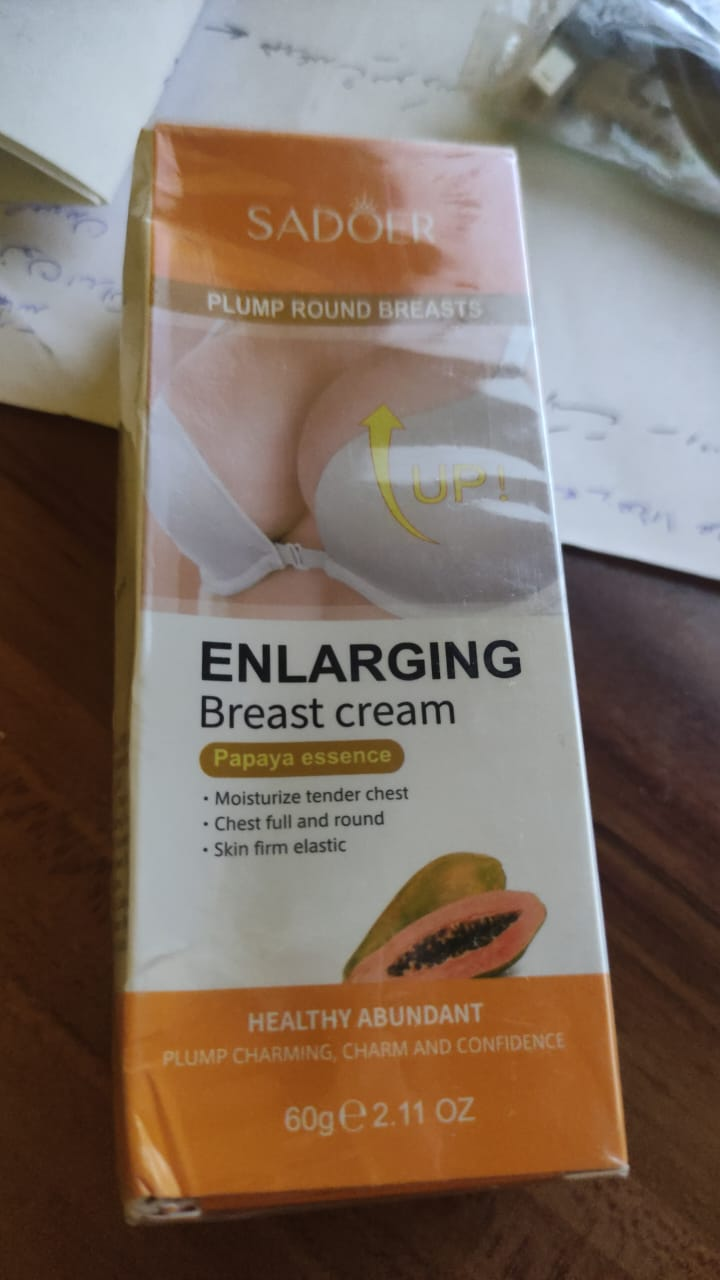 SADOER
PLUMP ROUND BREASTS
UP!
ENLARGING
Breast cream
Papaya essence
• Moisturize tender chest
• Chest full and round
• Skin firm elastic
HEALTHY ABUNDANT
PLUMP CHARMING, CHARM AND CONFIDENCE
60g ℮ 2.11 OZ